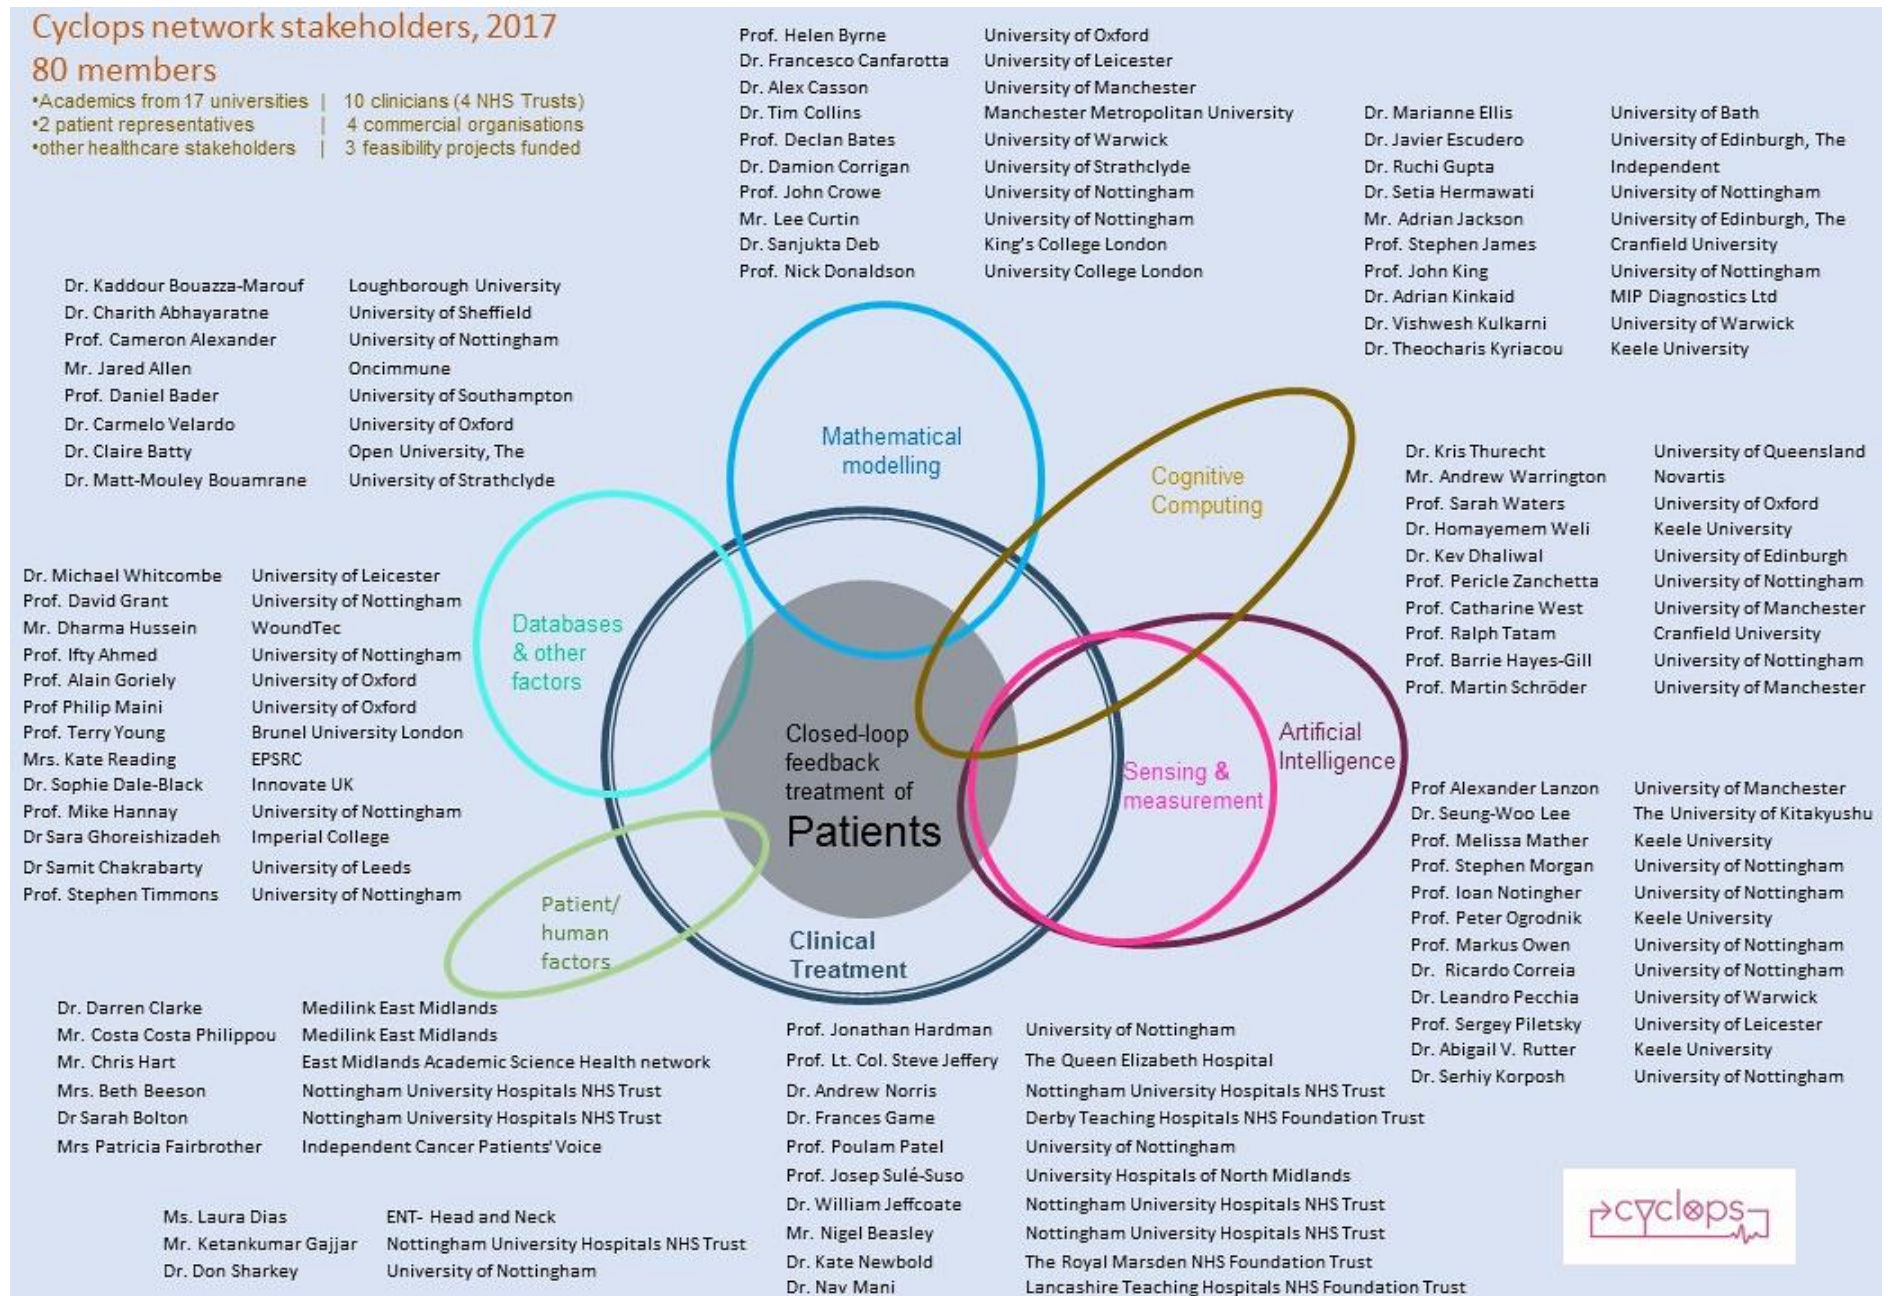 Cyclops network stakeholders, 2017
80 members
•Academics from 17 universities | 10 clinicians (4 NHS Trusts)
•2 patient representatives | 4 commercial organisations
•other healthcare stakeholders | 3 feasibility projects funded
Prof. Helen Byrne University of Oxford
Dr. Francesco Canfarotta University of Leicester
Dr. Alex Casson University of Manchester
Dr. Tim Collins Manchester Metropolitan University
Prof. Declan Bates University of Warwick
Dr. Damion Corrigan University of Strathclyde
Prof. John Crowe University of Nottingham
Mr. Lee Curtin University of Nottingham
Dr. Sanjukta Deb King's College London
Prof. Nick Donaldson University College London
Dr. Marianne Ellis University of Bath
Dr. Javier Escudero University of Edinburgh, The
Dr. Ruchi Gupta Independent
Dr. Setia Hermawati University of Nottingham
Mr. Adrian Jackson University of Edinburgh, The
Prof. Stephen James Cranfield University
Prof. John King University of Nottingham
Dr. Adrian Kinkaid MIP Diagnostics Ltd
Dr. Vishwesh Kulkarni University of Warwick
Dr. Theocharis Kyriacou Keele University
Dr. Kaddour Bouazza-Marouf Loughborough University
Dr. Charith Abhayaratne University of Sheffield
Prof. Cameron Alexander University of Nottingham
Mr. Jared Allen Oncimmune
Prof. Daniel Bader University of Southampton
Dr. Carmelo Velardo University of Oxford
Dr. Claire Batty Open University, The
Dr. Matt-Mouley Bouamrane University of Strathclyde
Mathematical
modelling
Cognitive
Computing
Dr. Kris Thurecht University of Queensland
Mr. Andrew Warrington Novartis
Prof. Sarah Waters University of Oxford
Dr. Homayemem Weli Keele University
Dr. Kev Dhaliwal University of Edinburgh
Prof. Pericle Zanchetta University of Nottingham
Prof. Catharine West University of Manchester
Prof. Ralph Tatam Cranfield University
Prof. Barrie Hayes-Gill University of Nottingham
Prof. Martin Schröder University of Manchester
Dr. Michael Whitcombe University of Leicester
Prof. David Grant University of Nottingham
Mr. Dharma Hussein WoundTec
Prof. Ifty Ahmed University of Nottingham
Prof. Alain Goriely University of Oxford
Prof Philip Maini University of Oxford
Prof. Terry Young Brunel University London
Mrs. Kate Reading EPSRC
Dr. Sophie Dale-Black Innovate UK
Prof. Mike Hannay University of Nottingham
Dr Sara Ghoreishizadeh Imperial College
Dr Samit Chakrabarty University of Leeds
Prof. Stephen Timmons University of Nottingham
Databases
& other
factors
Closed-loop
feedback
treatment of
Patients
Artificial
Intelligence
Sensing &
measurement
Patient/
human
factors
Clinical
Treatment
Prof Alexander Lanzon University of Manchester
Dr. Seung-Woo Lee The University of Kitakyushu
Prof. Melissa Mather Keele University
Prof. Stephen Morgan University of Nottingham
Prof. Ioan Notingher University of Nottingham
Prof. Peter Ogrodnik Keele University
Prof. Markus Owen University of Nottingham
Dr. Ricardo Correia University of Nottingham
Dr. Leandro Pecchia University of Warwick
Prof. Sergey Piletsky University of Leicester
Dr. Abigail V. Rutter Keele University
Dr. Serhiy Korposh University of Nottingham
Dr. Darren Clarke Medilink East Midlands
Mr. Costa Costa Philippou Medilink East Midlands
Mr. Chris Hart East Midlands Academic Science Health network
Mrs. Beth Beeson Nottingham University Hospitals NHS Trust
Dr Sarah Bolton Nottingham University Hospitals NHS Trust
Mrs Patricia Fairbrother Independent Cancer Patients' Voice
Prof. Jonathan Hardman University of Nottingham
Prof. Lt. Col. Steve Jeffery The Queen Elizabeth Hospital
Dr. Andrew Norris Nottingham University Hospitals NHS Trust
Dr. Frances Game Derby Teaching Hospitals NHS Foundation Trust
Prof. Poulam Patel University of Nottingham
Prof. Josep Sulé-Suso University Hospitals of North Midlands
Dr. William Jeffcoate Nottingham University Hospitals NHS Trust
Mr. Nigel Beasley Nottingham University Hospitals NHS Trust
Dr. Kate Newbold The Royal Marsden NHS Foundation Trust
Dr. Nav Mani Lancashire Teaching Hospitals NHS Foundation Trust
Ms. Laura Dias ENT- Head and Neck
Mr. Ketankumar Gajjar Nottingham University Hospitals NHS Trust
Dr. Don Sharkey University of Nottingham
cyclops